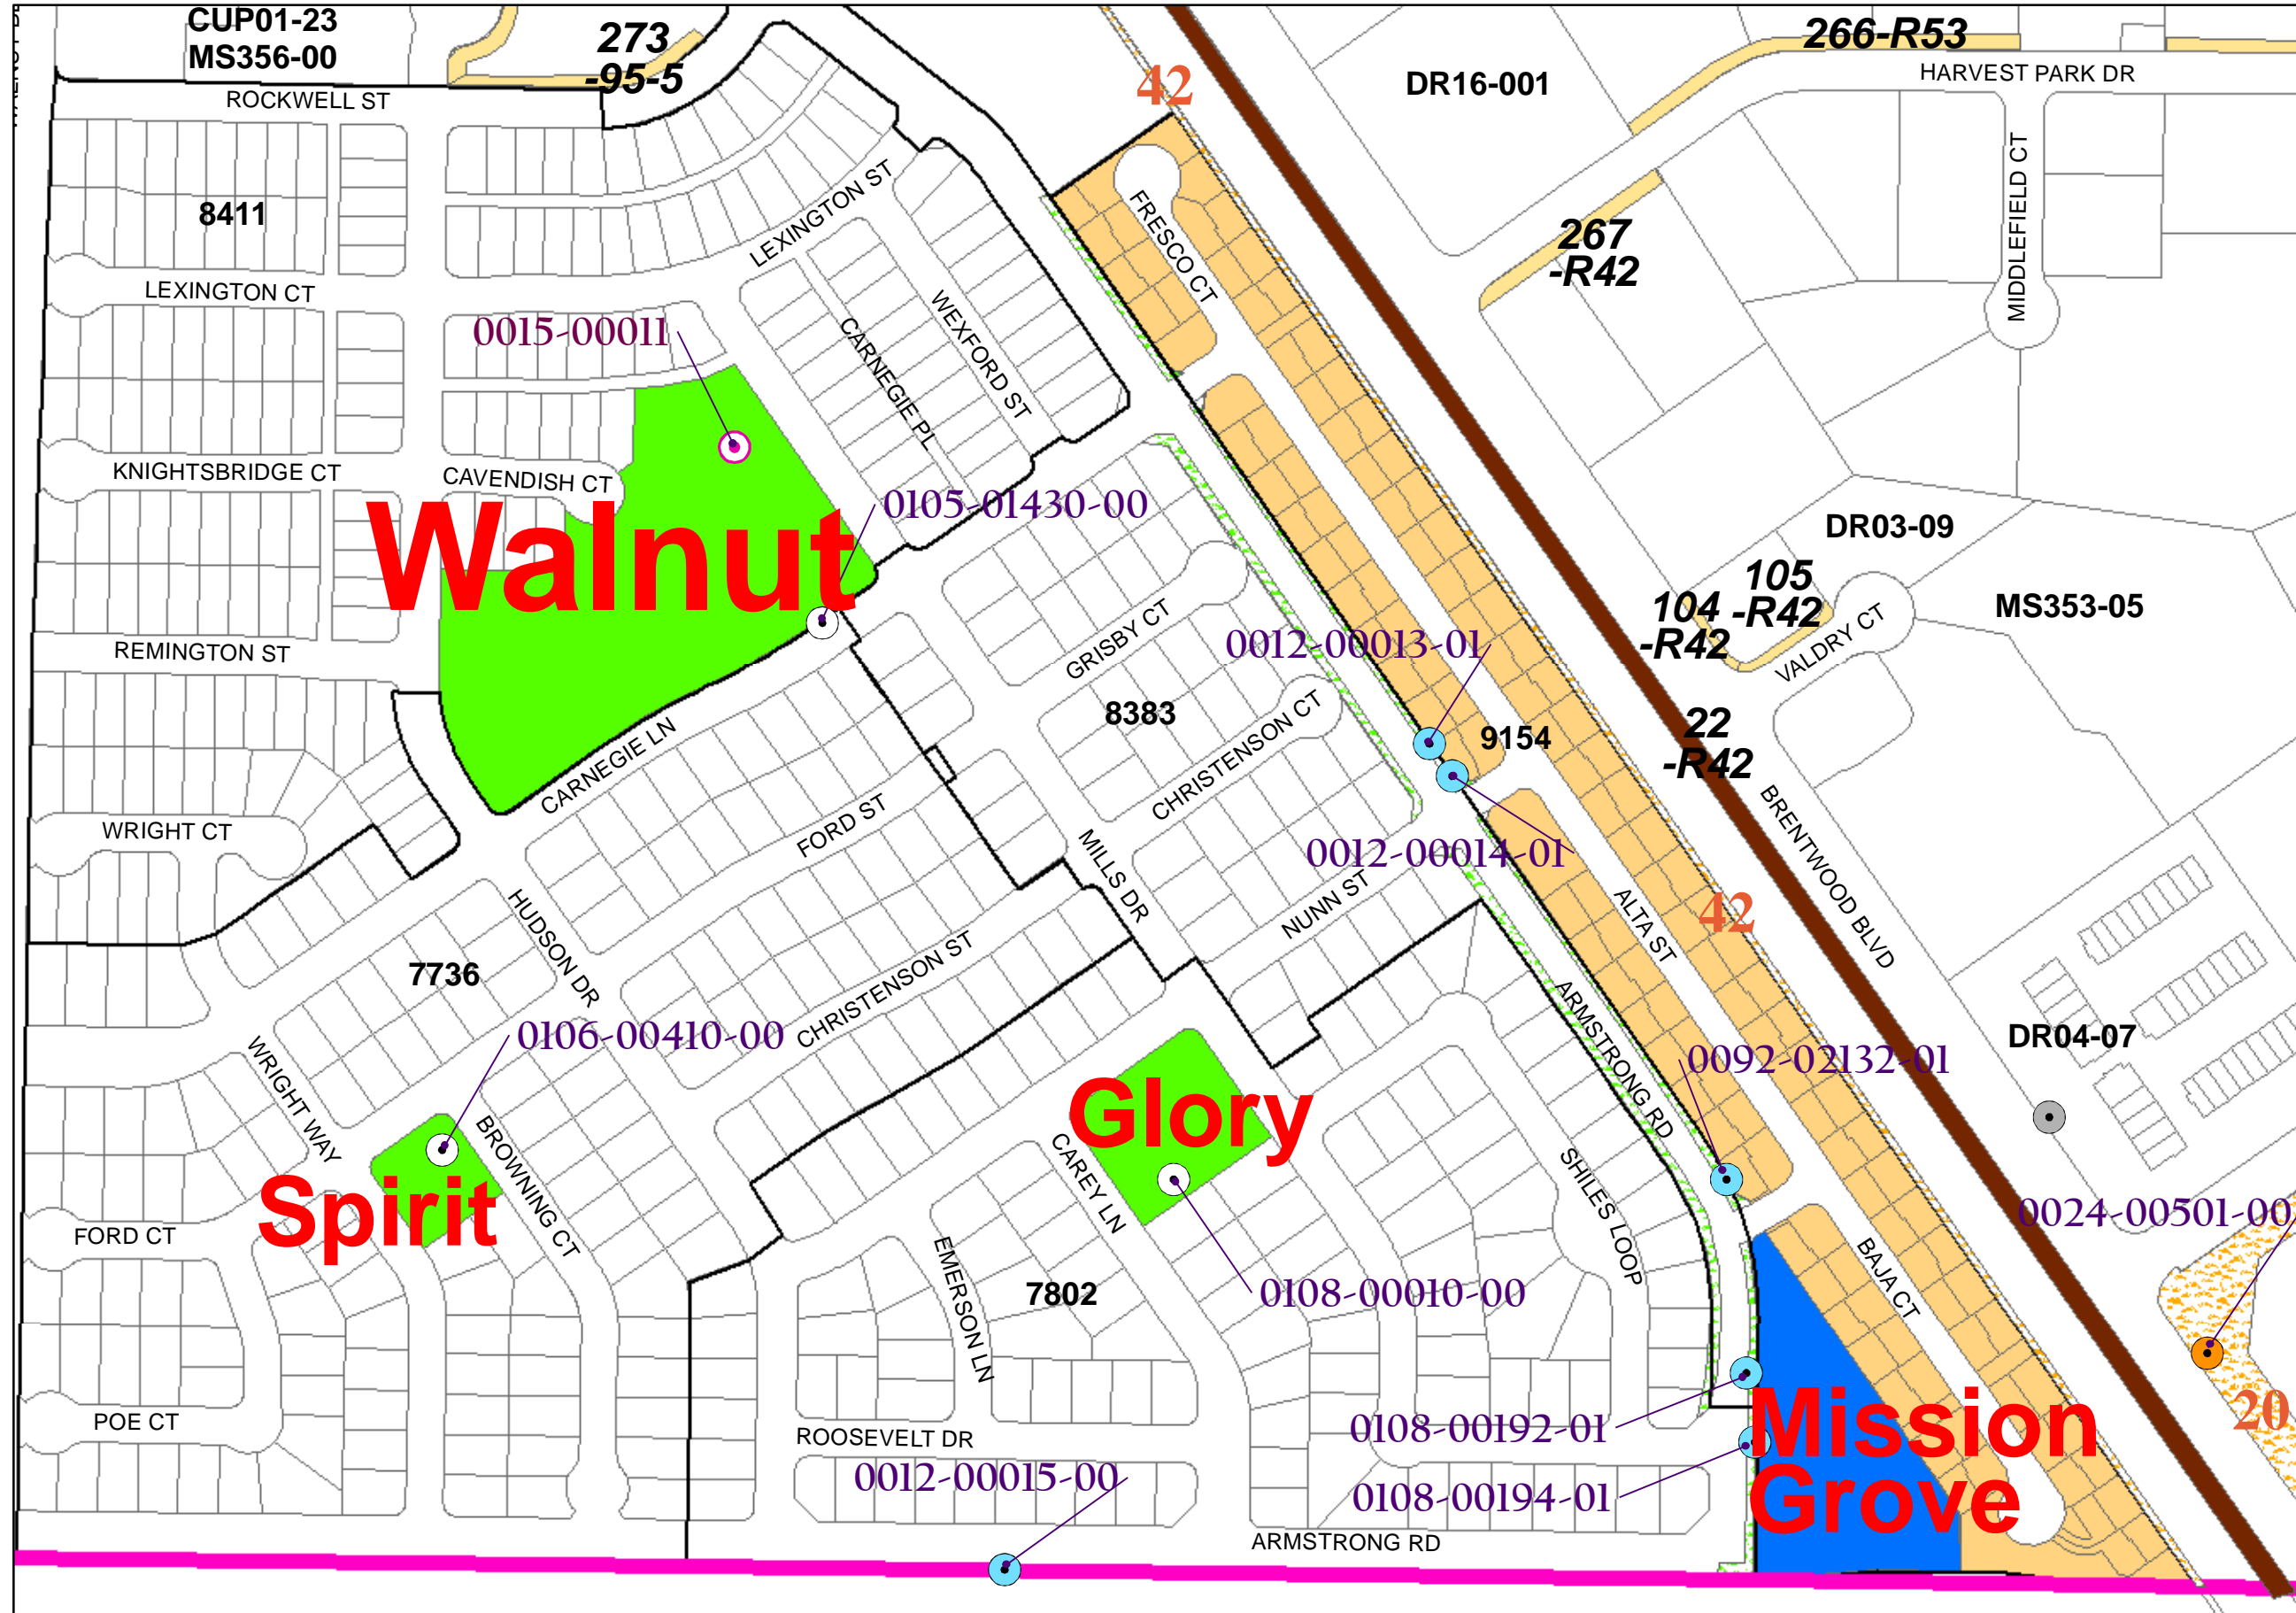 CUP01-23
MS356-00
273
-95-5
266-R53
HARVEST PARK DR
DR16-001
42
ROCKWELL ST
MIDDLEFIELD CT
LEXINGTON ST
8411
FRESCO CT
267
-R42
LEXINGTON CT
0015-00011
WEXFORD ST
CARNEGIE PL
KNIGHTSBRIDGE CT
CAVENDISH CT
0105-01430-00
Walnut
DR03-09
105
-R42
104
-R42
MS353-05
VALDRY CT
GRISBY CT
0012-00013-01
REMINGTON ST
8383
22
-R42
9154
CHRISTENSON CT
CARNEGIE LN
WRIGHT CT
FORD ST
0012-00014-01
BRENTWOOD BLVD
MILLS DR
NUNN ST
ALTA ST
42
HUDSON DR
7736
CHRISTENSON ST
ARMSTRONG RD
0106-00410-00
DR04-07
0092-02132-01
WRIGHT WAY
BROWNING CT
Glory
CAREY LN
Spirit
SHILES LOOP
FORD CT
0024-00501-00
EMERSON LN
BAJA CT
7802
0108-00010-00
POE CT
ROOSEVELT DR
0108-00192-01
Mission
Grove
20
0012-00015-00
0108-00194-01
ARMSTRONG RD